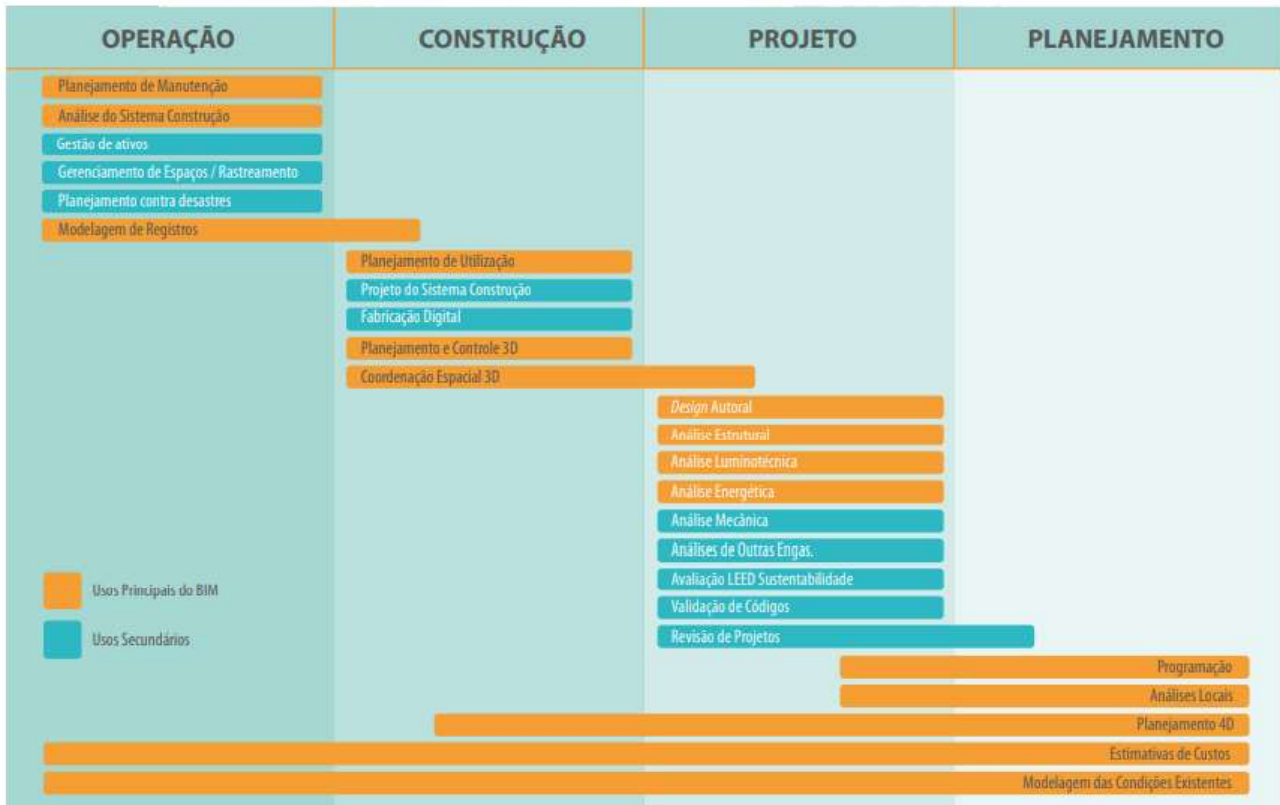 OPERAÇÃO
CONSTRUÇÃO
PROJETO
PLANEJAMENTO
Planejamento de Manutenção
Análise do Sistema Construção
Gestão de ativos
Gerenciamento de Espaços / Rastreamento
Planejamento contra desastres
Modelagem de Registros
Planejamento de Utilização
Projeto do Sistema Construção
Fabricação Digital
Planejamento e Controle 3D
Coordenação Espacial 3D
Design Autoral
Análise Estrutural
Análise Luminotécnica
Análise Energética
Análise Mecânica
Análises de Outras Engas.
Avaliação LEED Sustentabilidade
Validação de Códigos
Revisão de Projetos
Programação
Análises Locais
Planejamento 4D
Estimativas de Custos
Modelagem das Condições Existentes
Usos Principais do BIM
Usos Secundários